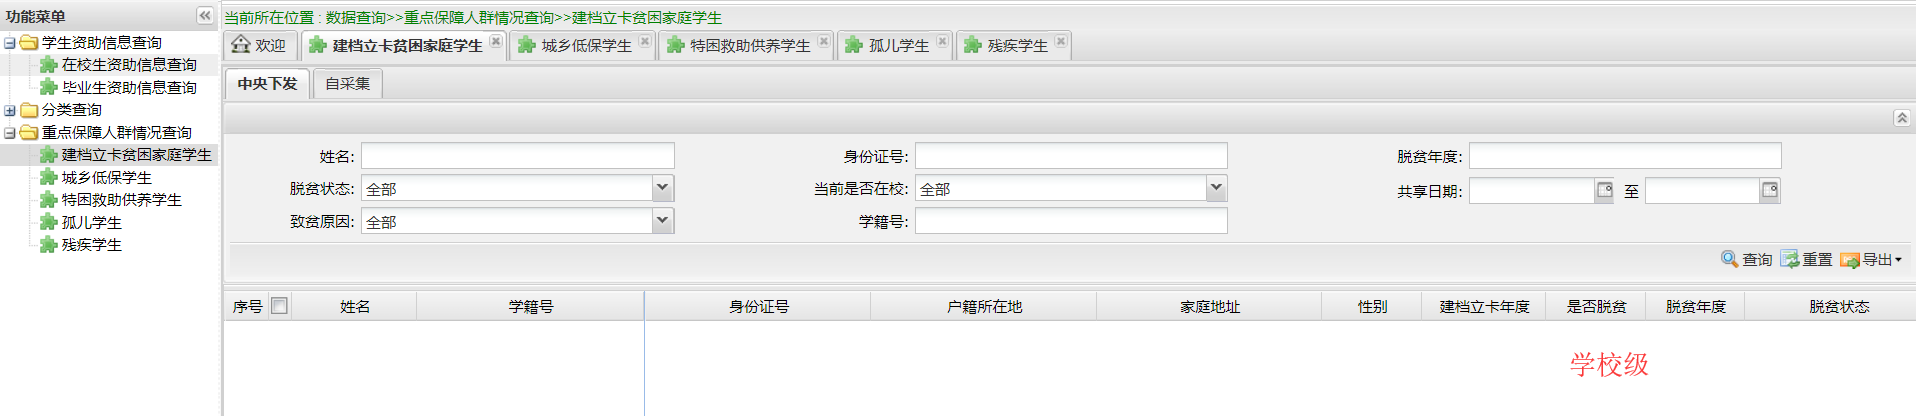 功能菜单
学生资助信息查询
在校生资助信息查询
毕业生资助信息查询
分类查询
重点保障人群情况查询
建档立卡贫困家庭学生
城乡低保学生
特困救助供养学生
孤儿学生
残疾学生
当前所在位置 : 数据查询>>重点保障人群情况查询>>建档立卡贫困家庭学生
欢迎 建档立卡贫困家庭学生 城乡低保学生 特困救助供养学生 孤儿学生 残疾学生
中央下发 自采集
姓名: 身份证号: 脱贫年度:
脱贫状态: 全部 当前是否在校: 全部 共享日期: 至
致贫原因: 全部 学籍号:
查询 重置 导出
序号 姓名 学籍号 身份证号 户籍所在地 家庭地址 性别 建档立卡年度 是否脱贫 脱贫年度 脱贫状态
学校级